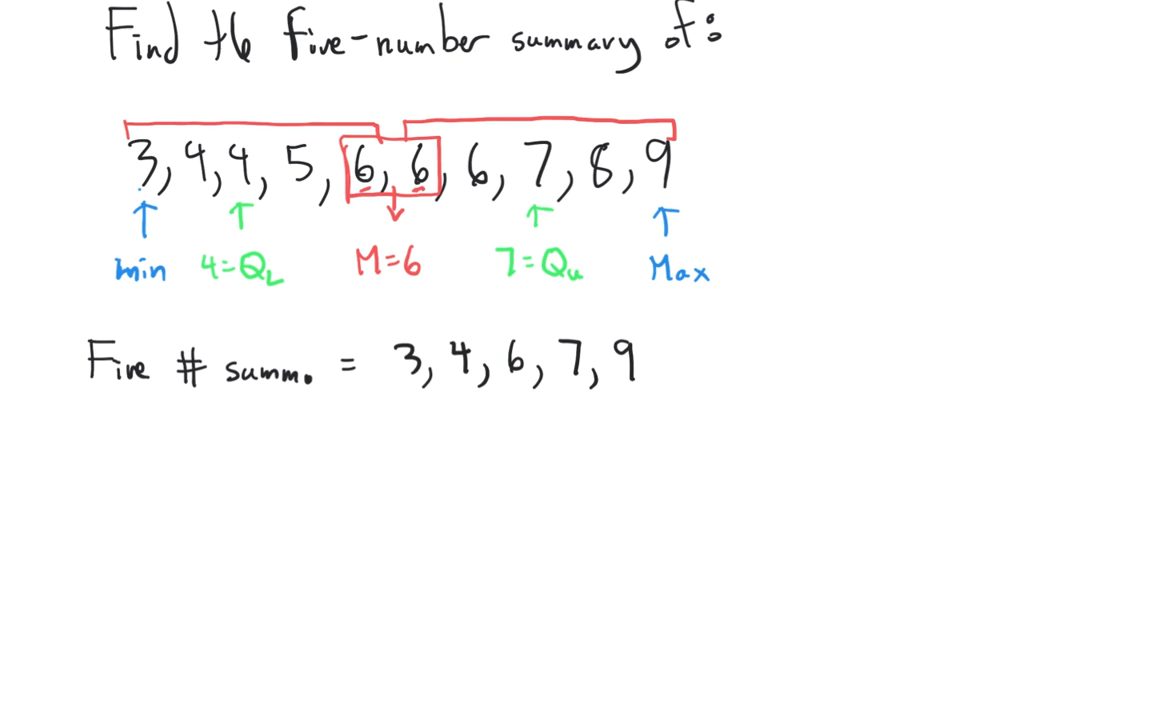 Find the five-number summary of:
3, 4, 4, 5, 6, 6, 6, 7, 8, 9
min 4=QL M=6 7=Qu Max
Five # summ. = 3, 4, 6, 7, 9